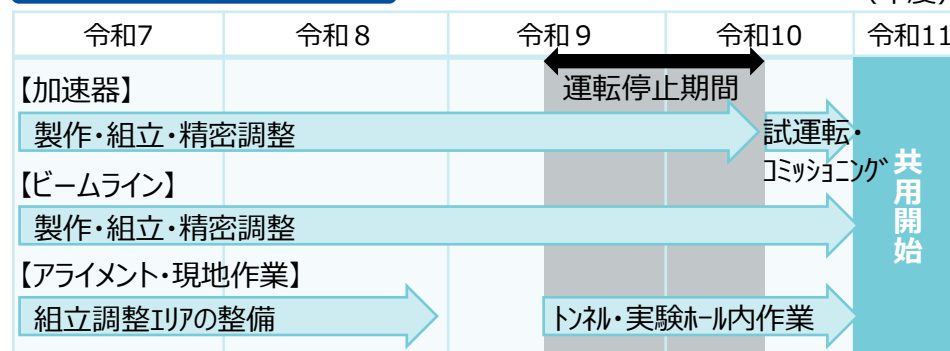 (年度)
令和7 令和８ 令和９ 令和10 令和11
運転停止期間
【加速器】
製作・組立・精密調整
試運転・
ｺﾐｯｼｮﾆﾝｸﾞ
【ビームライン】
製作・組立・精密調整
【アライメント・現地作業】
組立調整ｴﾘｱの整備
ﾄﾝﾈﾙ・実験ﾎｰﾙ内作業
共用開始